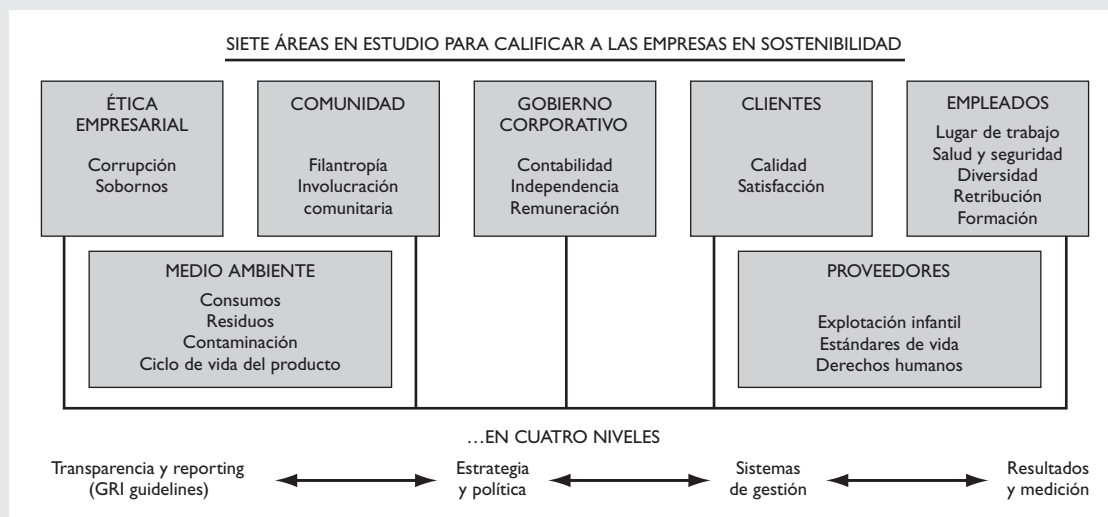 SIETE ÁREAS EN ESTUDIO PARA CALIFICAR A LAS EMPRESAS EN SOSTENIBILIDAD
ÉTICA
EMPRESARIAL
Corrupción
Sobornos
COMUNIDAD
Filantropía
Involucración
comunitaria
GOBIERNO
CORPORATIVO
Contabilidad
Independencia
Remuneración
CLIENTES
Calidad
Satisfacción
EMPLEADOS
Lugar de trabajo
Salud y seguridad
Diversidad
Retribución
Formación
MEDIO AMBIENTE
Consumos
Residuos
Contaminación
Ciclo de vida del producto
PROVEEDORES
Explotación infantil
Estándares de vida
Derechos humanos
…EN CUATRO NIVELES
Transparencia y reporting
(GRI guidelines)
Estrategia
y política
Sistemas
de gestión
Resultados
y medición